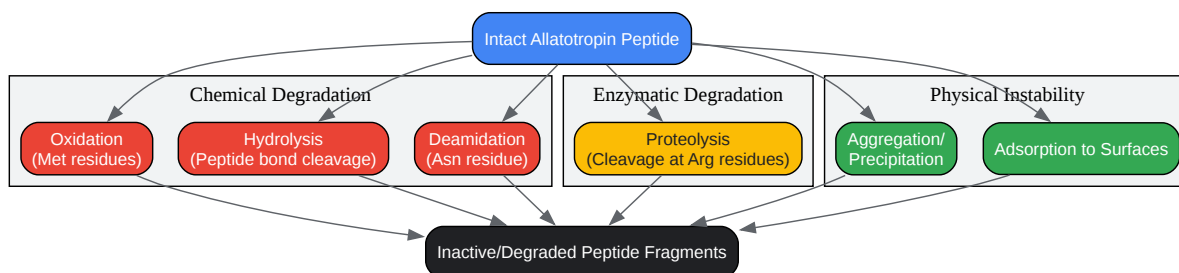 Intact Allatotropin Peptide
Chemical Degradation
Enzymatic Degradation
Physical Instability
Oxidation
(Met residues)
Hydrolysis
(Peptide bond cleavage)
Deamidation
(Asn residue)
Proteolysis
(Cleavage at Arg residues)
Aggregation/
Precipitation
Adsorption to Surfaces
Inactive/Degraded Peptide Fragments